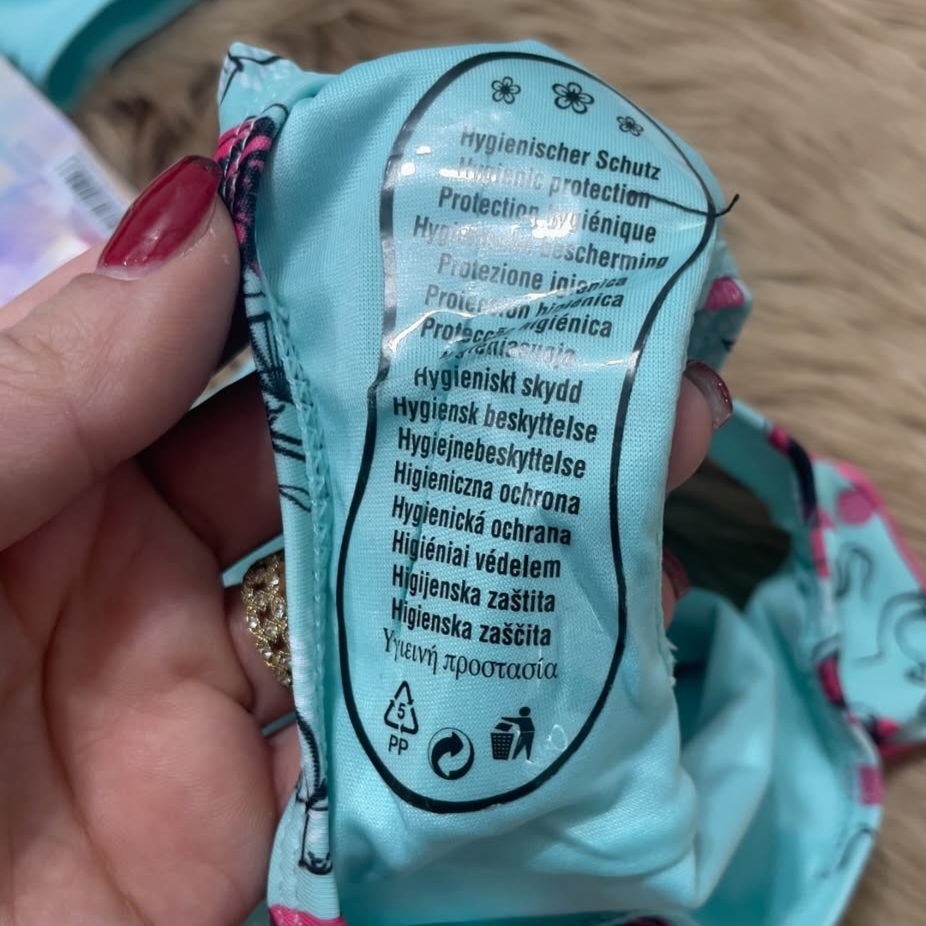 Hygienischer Schutz
Hygienic protection
Protection hygiénique
bescherming
Protezione igienica
Protección higiénica
Protecção higiénica
Hygieniskt skydd
Hygiensk beskyttelse
Hygiejnebeskyttelse
Higieniczna ochrona
Hygienická ochrana
Higiéniai védelem
Higijenska zaštita
Higienska zaščita
Υγιεινή προστασία
5
PP